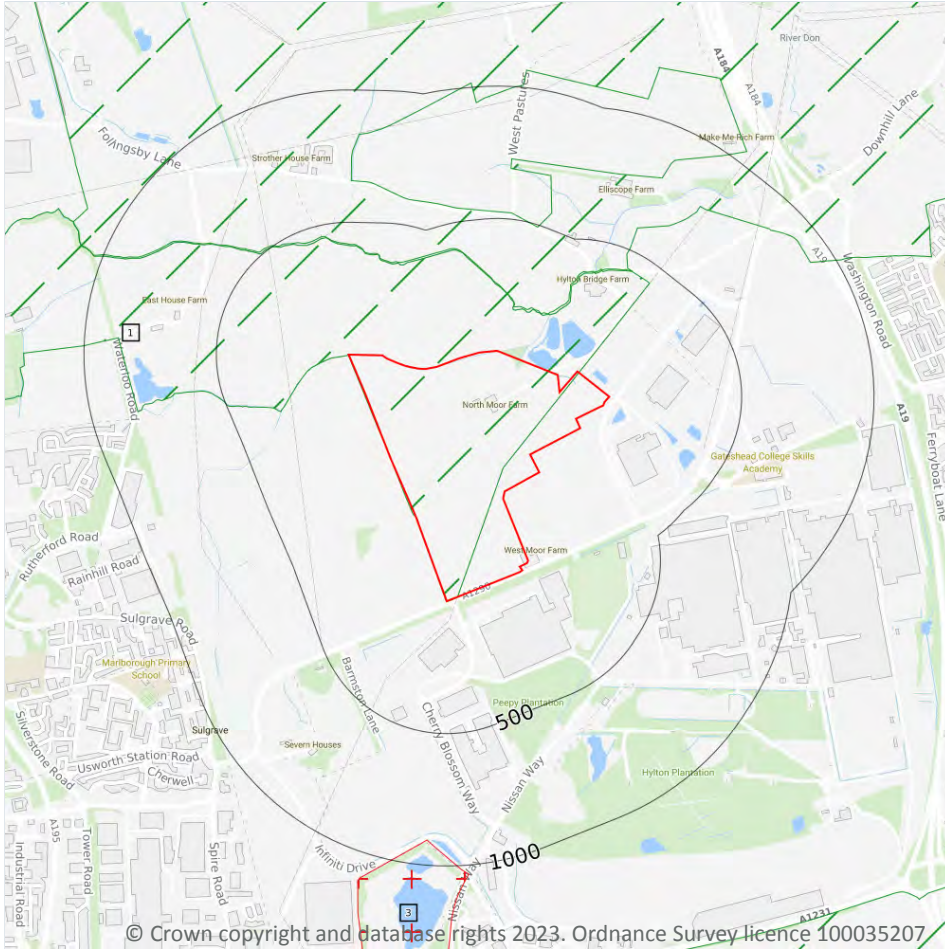 River Don
A184
A184
West Pastures
Downhill Lane
Make-Me-Rich Farm
Follingsby Lane
Strother House Farm
Elliscope Farm
A19
Washington Road
Hylton Bridge Farm
East House Farm
1
Waterloo Road
North Moor Farm
A19
Ferryboat Lane
Gateshead College Skills
Academy
Rutherford Road
Rainhill Road
West Moor Farm
A1290
Sulgrave Road
Marlborough Primary
School
Barmston Lane
Peepy Plantation
500
Silverstone Road
Sulgrave
Severn Houses
Cherry Blossom Way
Usworth Station Road
Cherwell
Nissan Way
Hylton Plantation
A195
Tower Road
Industrial Road
Spire Road
Infiniti Drive
1000
Nissan Way
3
A1231
© Crown copyright and database rights 2023. Ordnance Survey licence 100035207